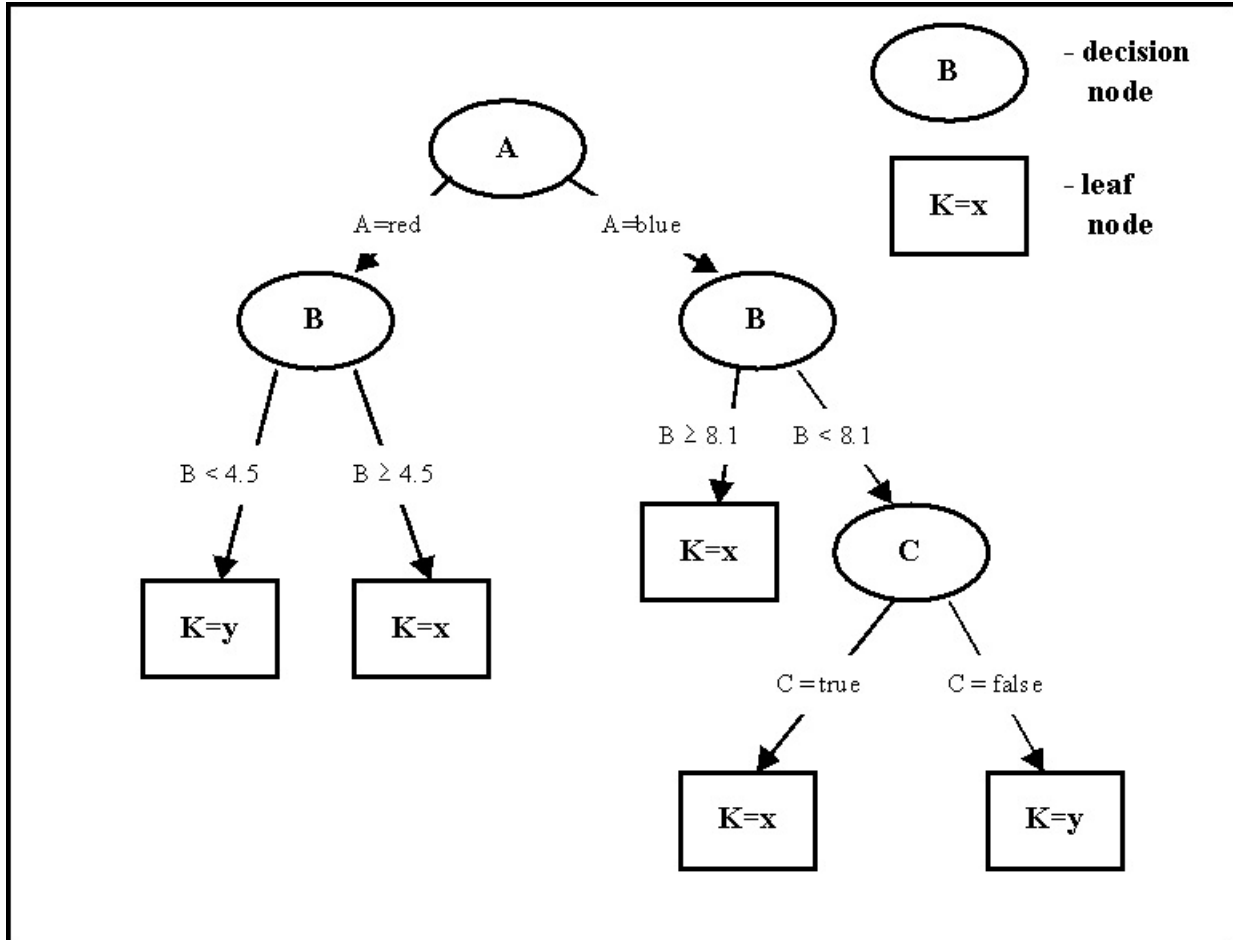 B
- decision
node
A
K=x
- leaf
node
A=red
A=blue
B
B
B ≥ 8.1
B < 8.1
B < 4.5
B ≥ 4.5
K=x
C
K=y
K=x
C=true
C=false
K=x
K=y